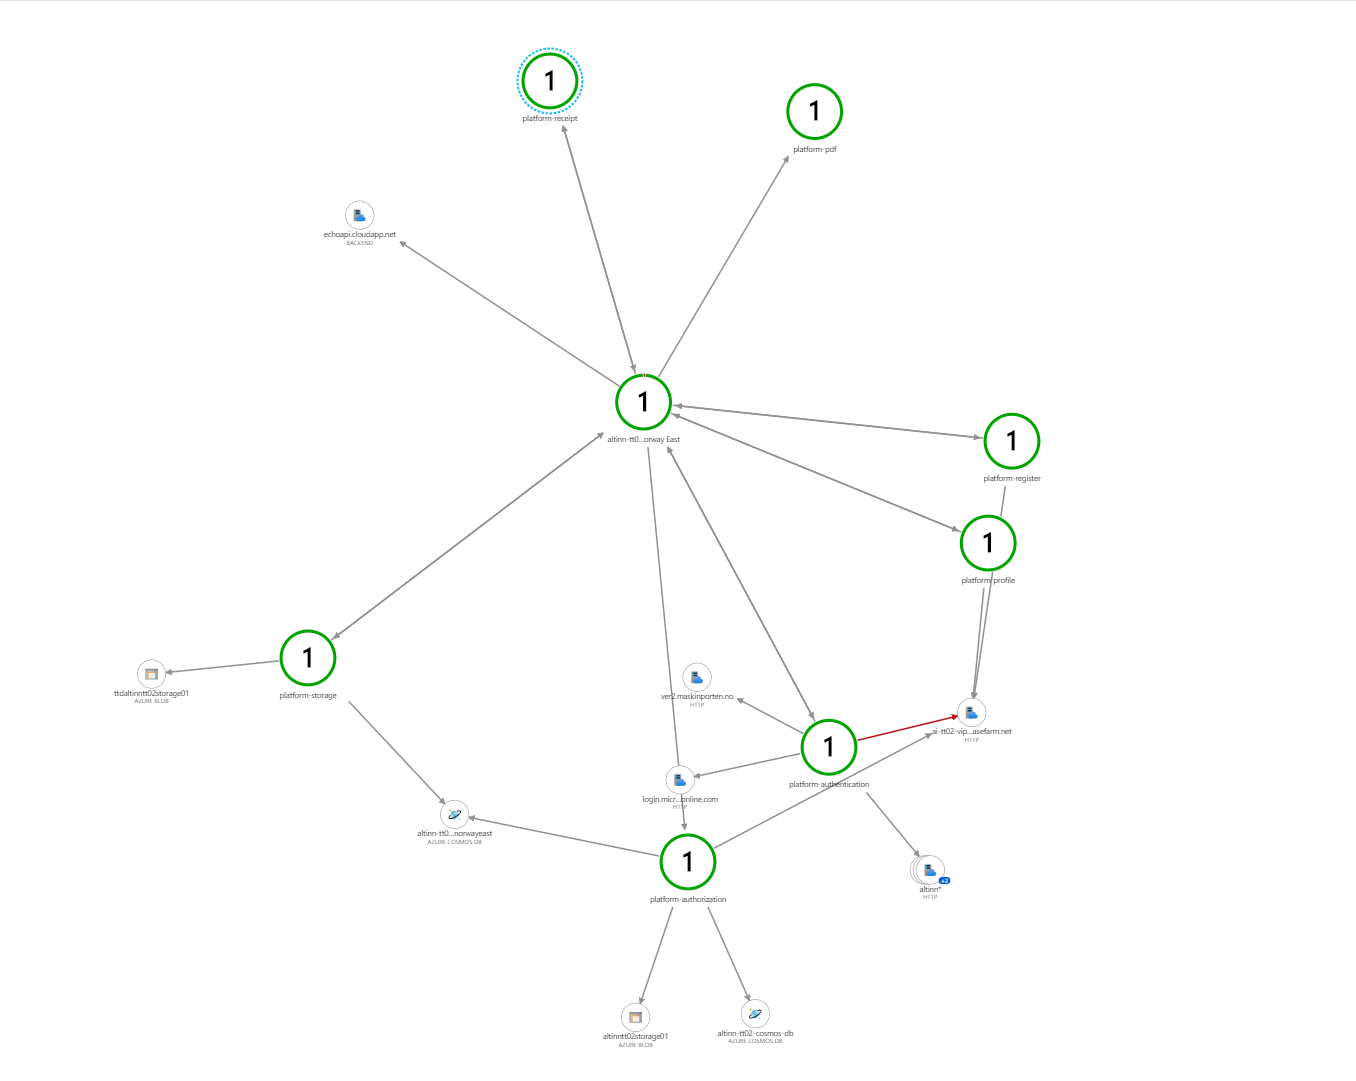 1
platform-receipt
1
platform-pdf
echoapi.cloudapp.net
BACKEND
1
altinn-tt0...orway East
1
platform-register
1
platform-profile
1
platform-storage
ttdaltinntt02storage01
AZURE BLOB
ver2.maskinporten.no
HTTP
ai-tt02-vip...asefarm.net
HTTP
1
platform-authentication
login.micr...online.com
HTTP
altinn-tt0...norwayeast
AZURE COSMOS DB
1
platform-authorization
+2
altinn*
HTTP
altinntt02storage01
AZURE BLOB
altinn-tt02-cosmos-db
AZURE COSMOS DB